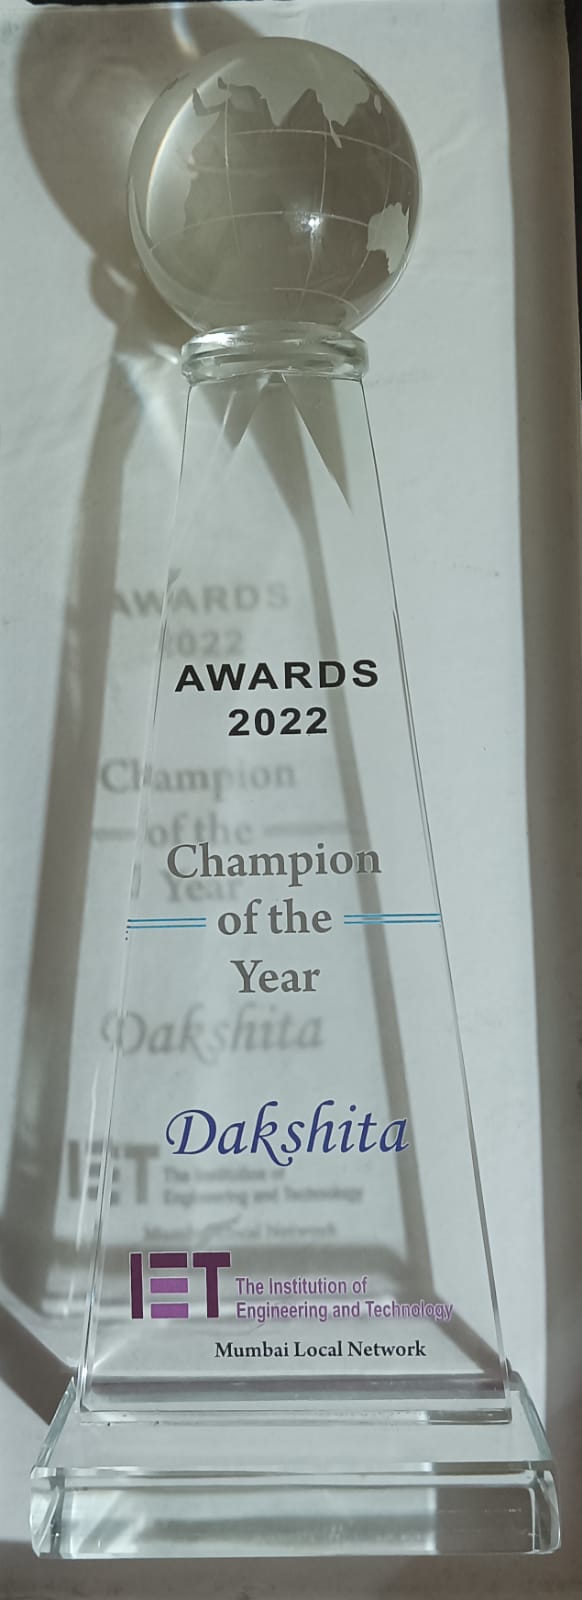 AWARDS
2022
Champion
of the
Year
Dakshita
IET The Institution of
Engineering and Technology
Mumbai Local Network